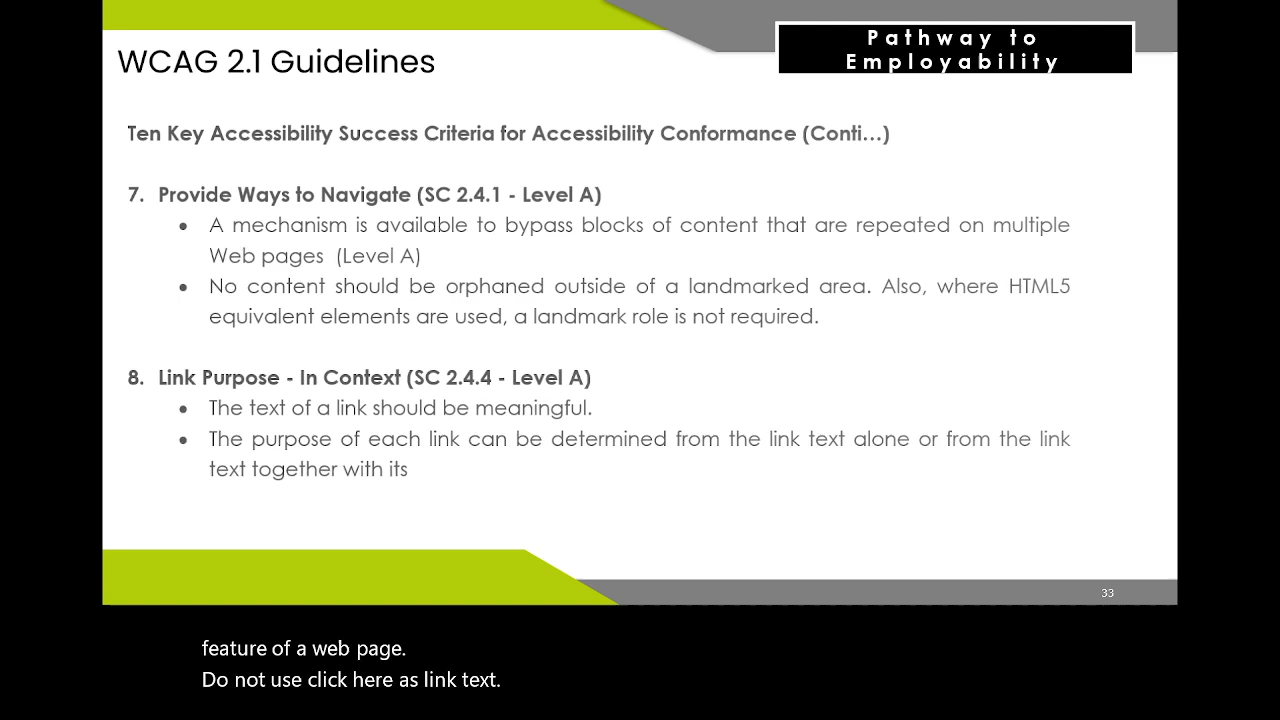 Pathway to
Employability
WCAG 2.1 Guidelines
Ten Key Accessibility Success Criteria for Accessibility Conformance (Conti...)
7. Provide Ways to Navigate (SC 2.4.1 - Level A)
• A mechanism is available to bypass blocks of content that are repeated on multiple
Web pages (Level A)
• No content should be orphaned outside of a landmarked area. Also, where HTML5
equivalent elements are used, a landmark role is not required.
8. Link Purpose - In Context (SC 2.4.4 - Level A)
• The text of a link should be meaningful.
• The purpose of each link can be determined from the link text alone or from the link
text together with its
33
feature of a web page.
Do not use click here as link text.